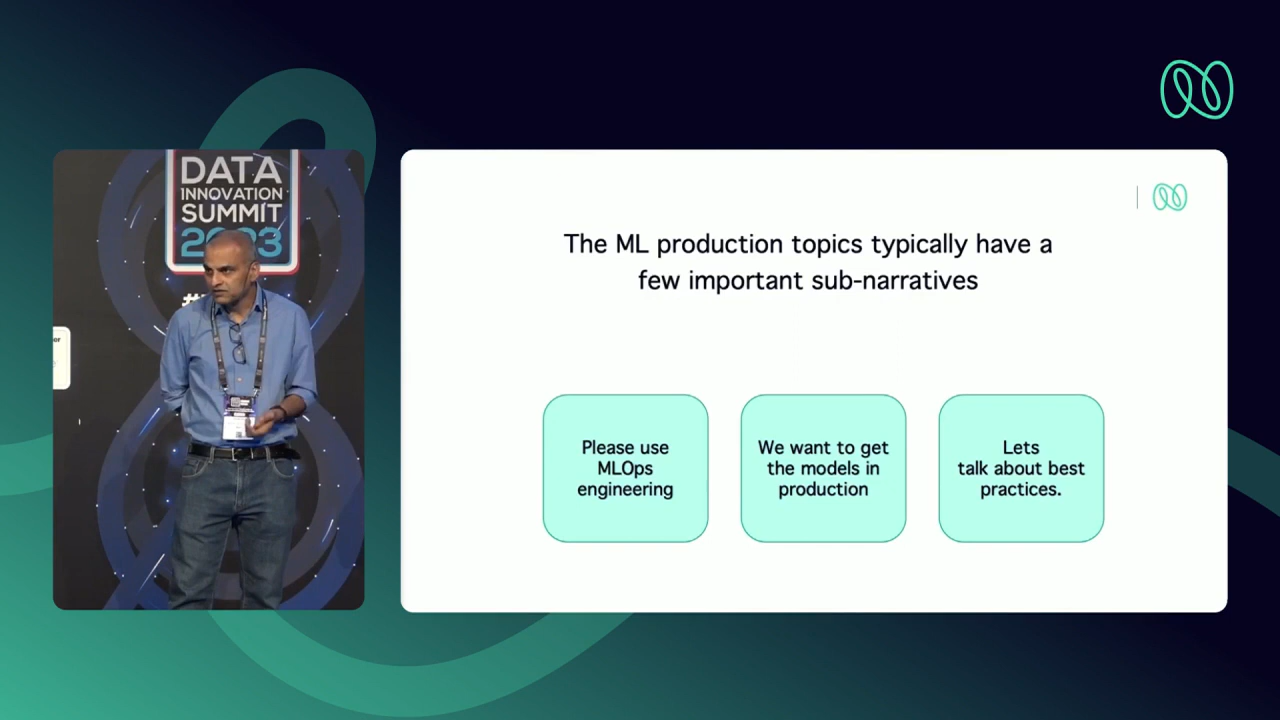 DATA
INNOVATION
SUMMIT
2023
The ML production topics typically have a
few important sub-narratives
Please use
MLOps
engineering
We want to get
the models in
production
Lets
talk about best
practices.